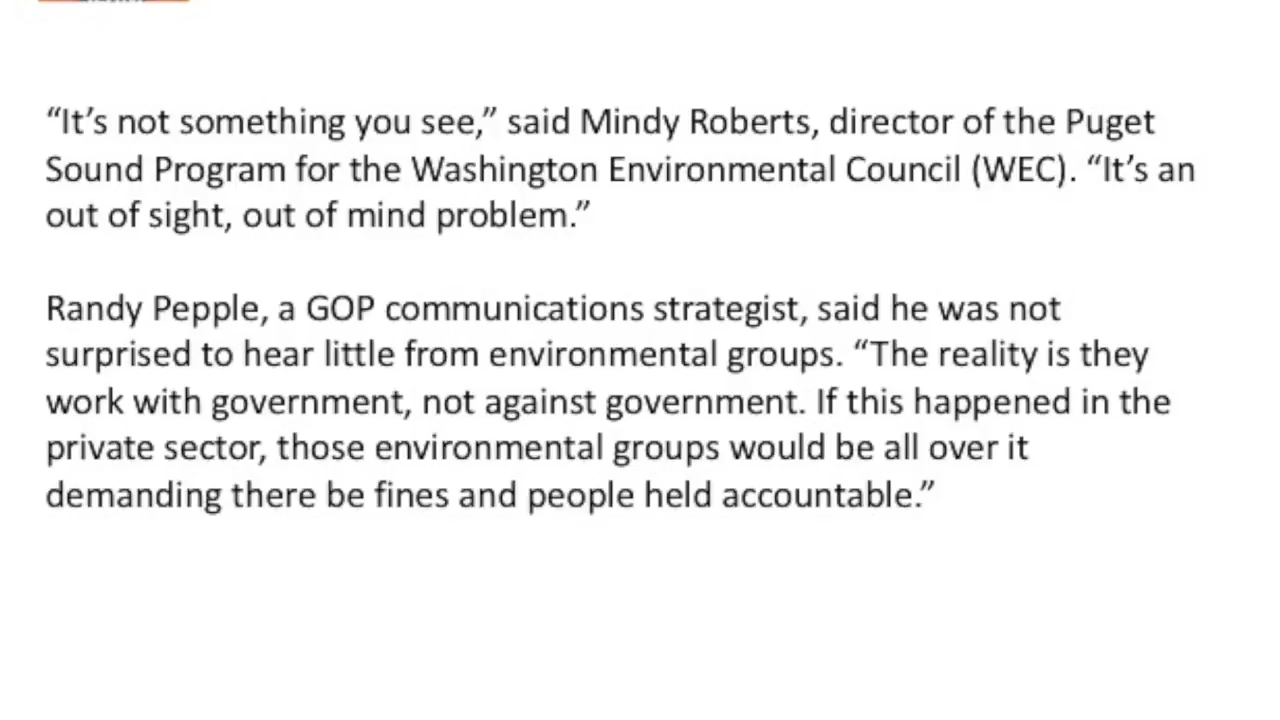 “It’s not something you see,” said Mindy Roberts, director of the Puget
Sound Program for the Washington Environmental Council (WEC). “It’s an
out of sight, out of mind problem.”
Randy Pepple, a GOP communications strategist, said he was not
surprised to hear little from environmental groups. “The reality is they
work with government, not against government. If this happened in the
private sector, those environmental groups would be all over it
demanding there be fines and people held accountable.”